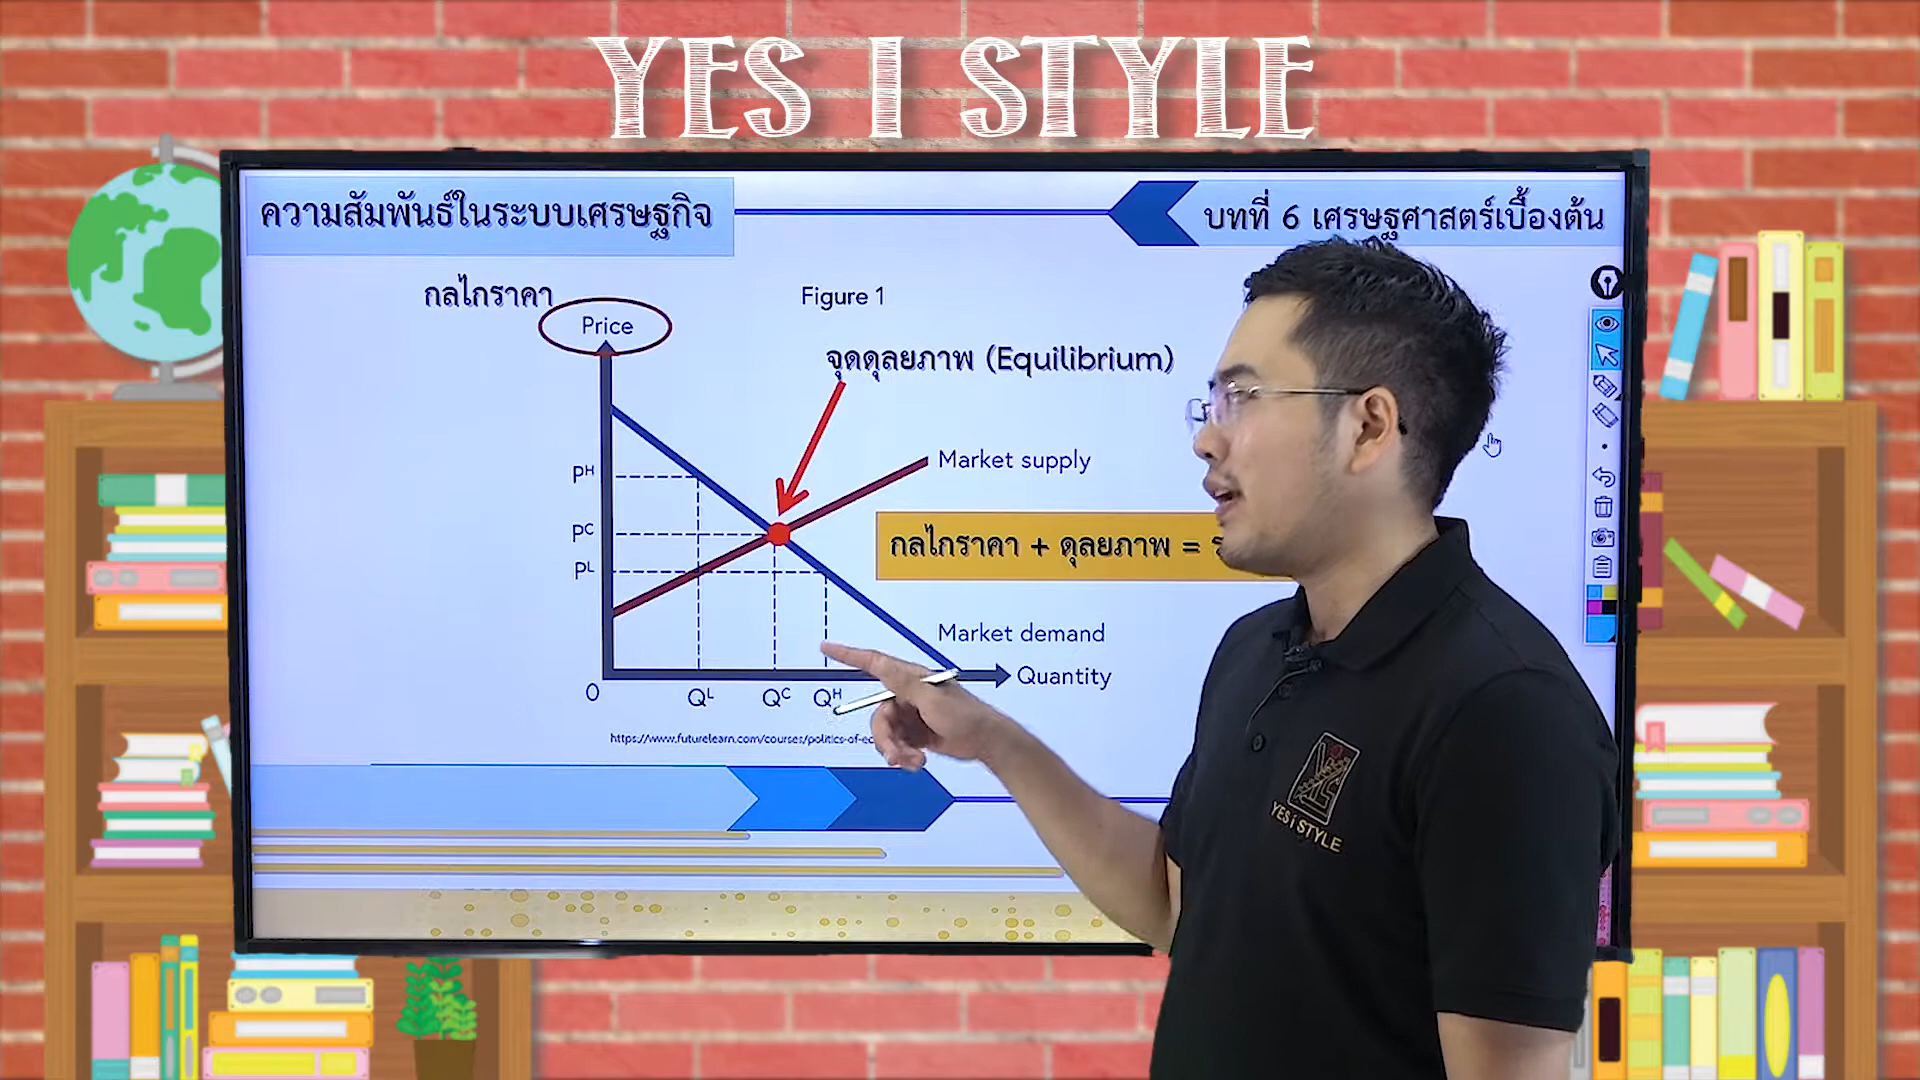 YES I STYLE
ความสัมพันธ์ในระบบเศรษฐกิจ
บทที่ 6 เศรษฐศาสตร์เบื้องต้น
กลไกราคา
Price
Figure 1
จุดดุลยภาพ (Equilibrium)
Market supply
Pᴴ
Pᶜ
Pᴸ
กลไกราคา + ดุลยภาพ =
Market demand
Quantity
0
Qᴸ
Qᶜ
Qᴴ
https://www.futurelearn.com/courses/politics-of-ec
YES i STYLE